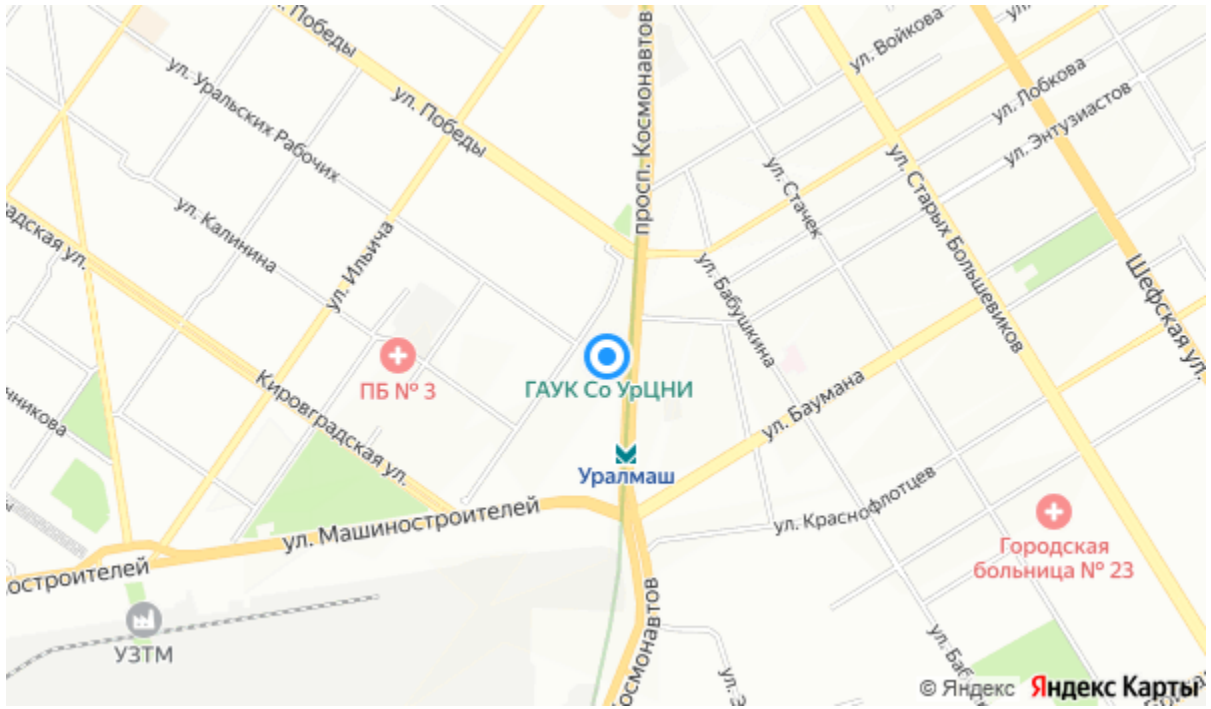 ул. Победы
ул. Победы
просп. Космонавтов
ул. Войкова
ул. Лобкова
ул. Энтузиастов
ул. Уральских Рабочих
ул. Стачек
ул. Старых Большевиков
ул. Калинина
ул. Ильича
ул. Бабушкина
Шефская ул.
ПБ № 3
ГАУК Со УрЦНИ
Кировградская ул.
ул. Баумана
Уралмаш
ул. Машиностроителей
ул. Краснофлотцев
Городская
больница № 23
УЗТМ
© Яндекс Яндекс Карты